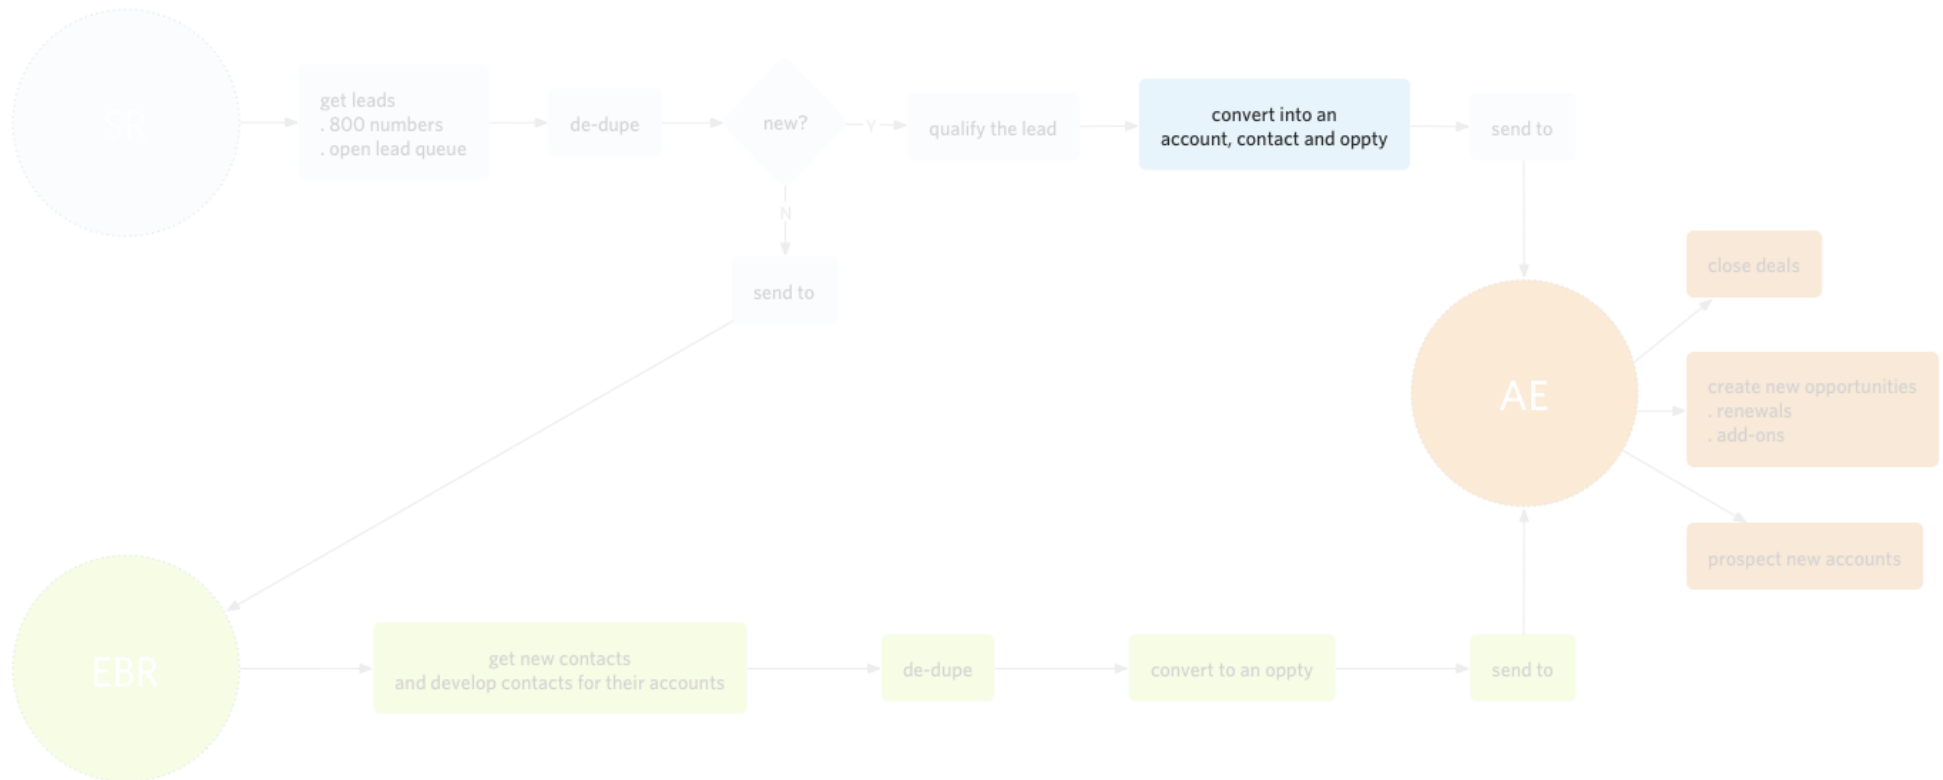 SR
get leads
. 800 numbers
. open lead queue
de-dupe
new?
Y
qualify the lead
convert into an
account, contact and oppty
send to
N
send to
close deals
AE
create new opportunities
. renewals
. add-ons
prospect new accounts
EBR
get new contacts
and develop contacts for their accounts
de-dupe
convert to an oppty
send to